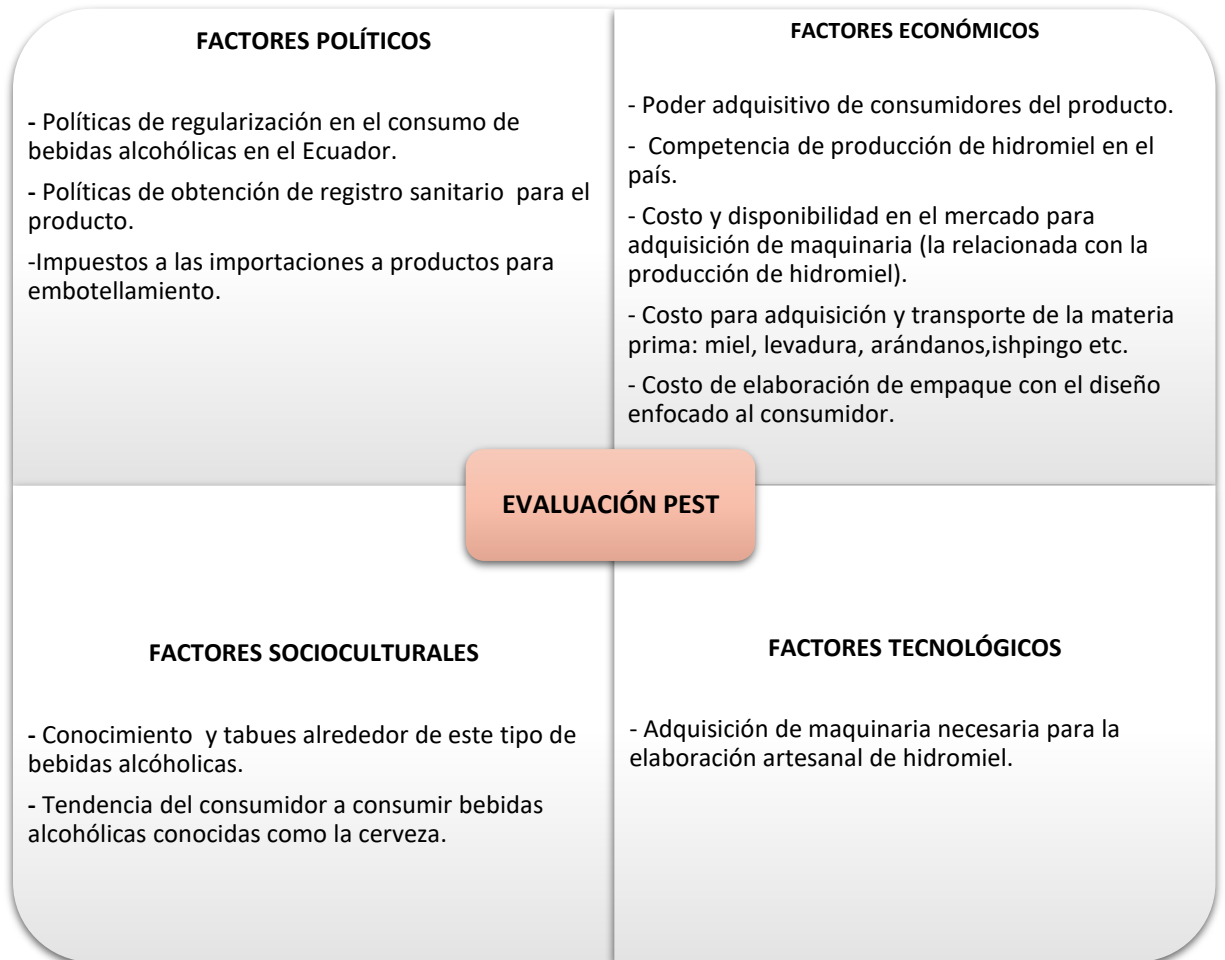 FACTORES POLÍTICOS
- Políticas de regularización en el consumo de
bebidas alcohólicas en el Ecuador.
- Políticas de obtención de registro sanitario  para el
producto.
-Impuestos a las importaciones a productos para
embotellamiento.
FACTORES ECONÓMICOS
- Poder adquisitivo de consumidores del producto.
-  Competencia de producción de hidromiel en el
país.
- Costo y disponibilidad en el mercado para
adquisición de maquinaria (la relacionada con la
producción de hidromiel).
- Costo para adquisición y transporte de la materia
prima: miel, levadura, arándanos,ishpingo etc.
- Costo de elaboración de empaque con el diseño
enfocado al consumidor.
EVALUACIÓN PEST
FACTORES SOCIOCULTURALES
- Conocimiento  y tabues alrededor de este tipo de
bebidas alcóholicas.
- Tendencia del consumidor a consumir bebidas
alcohólicas conocidas como la cerveza.
FACTORES TECNOLÓGICOS
- Adquisición de maquinaria necesaria para la
elaboración artesanal de hidromiel.